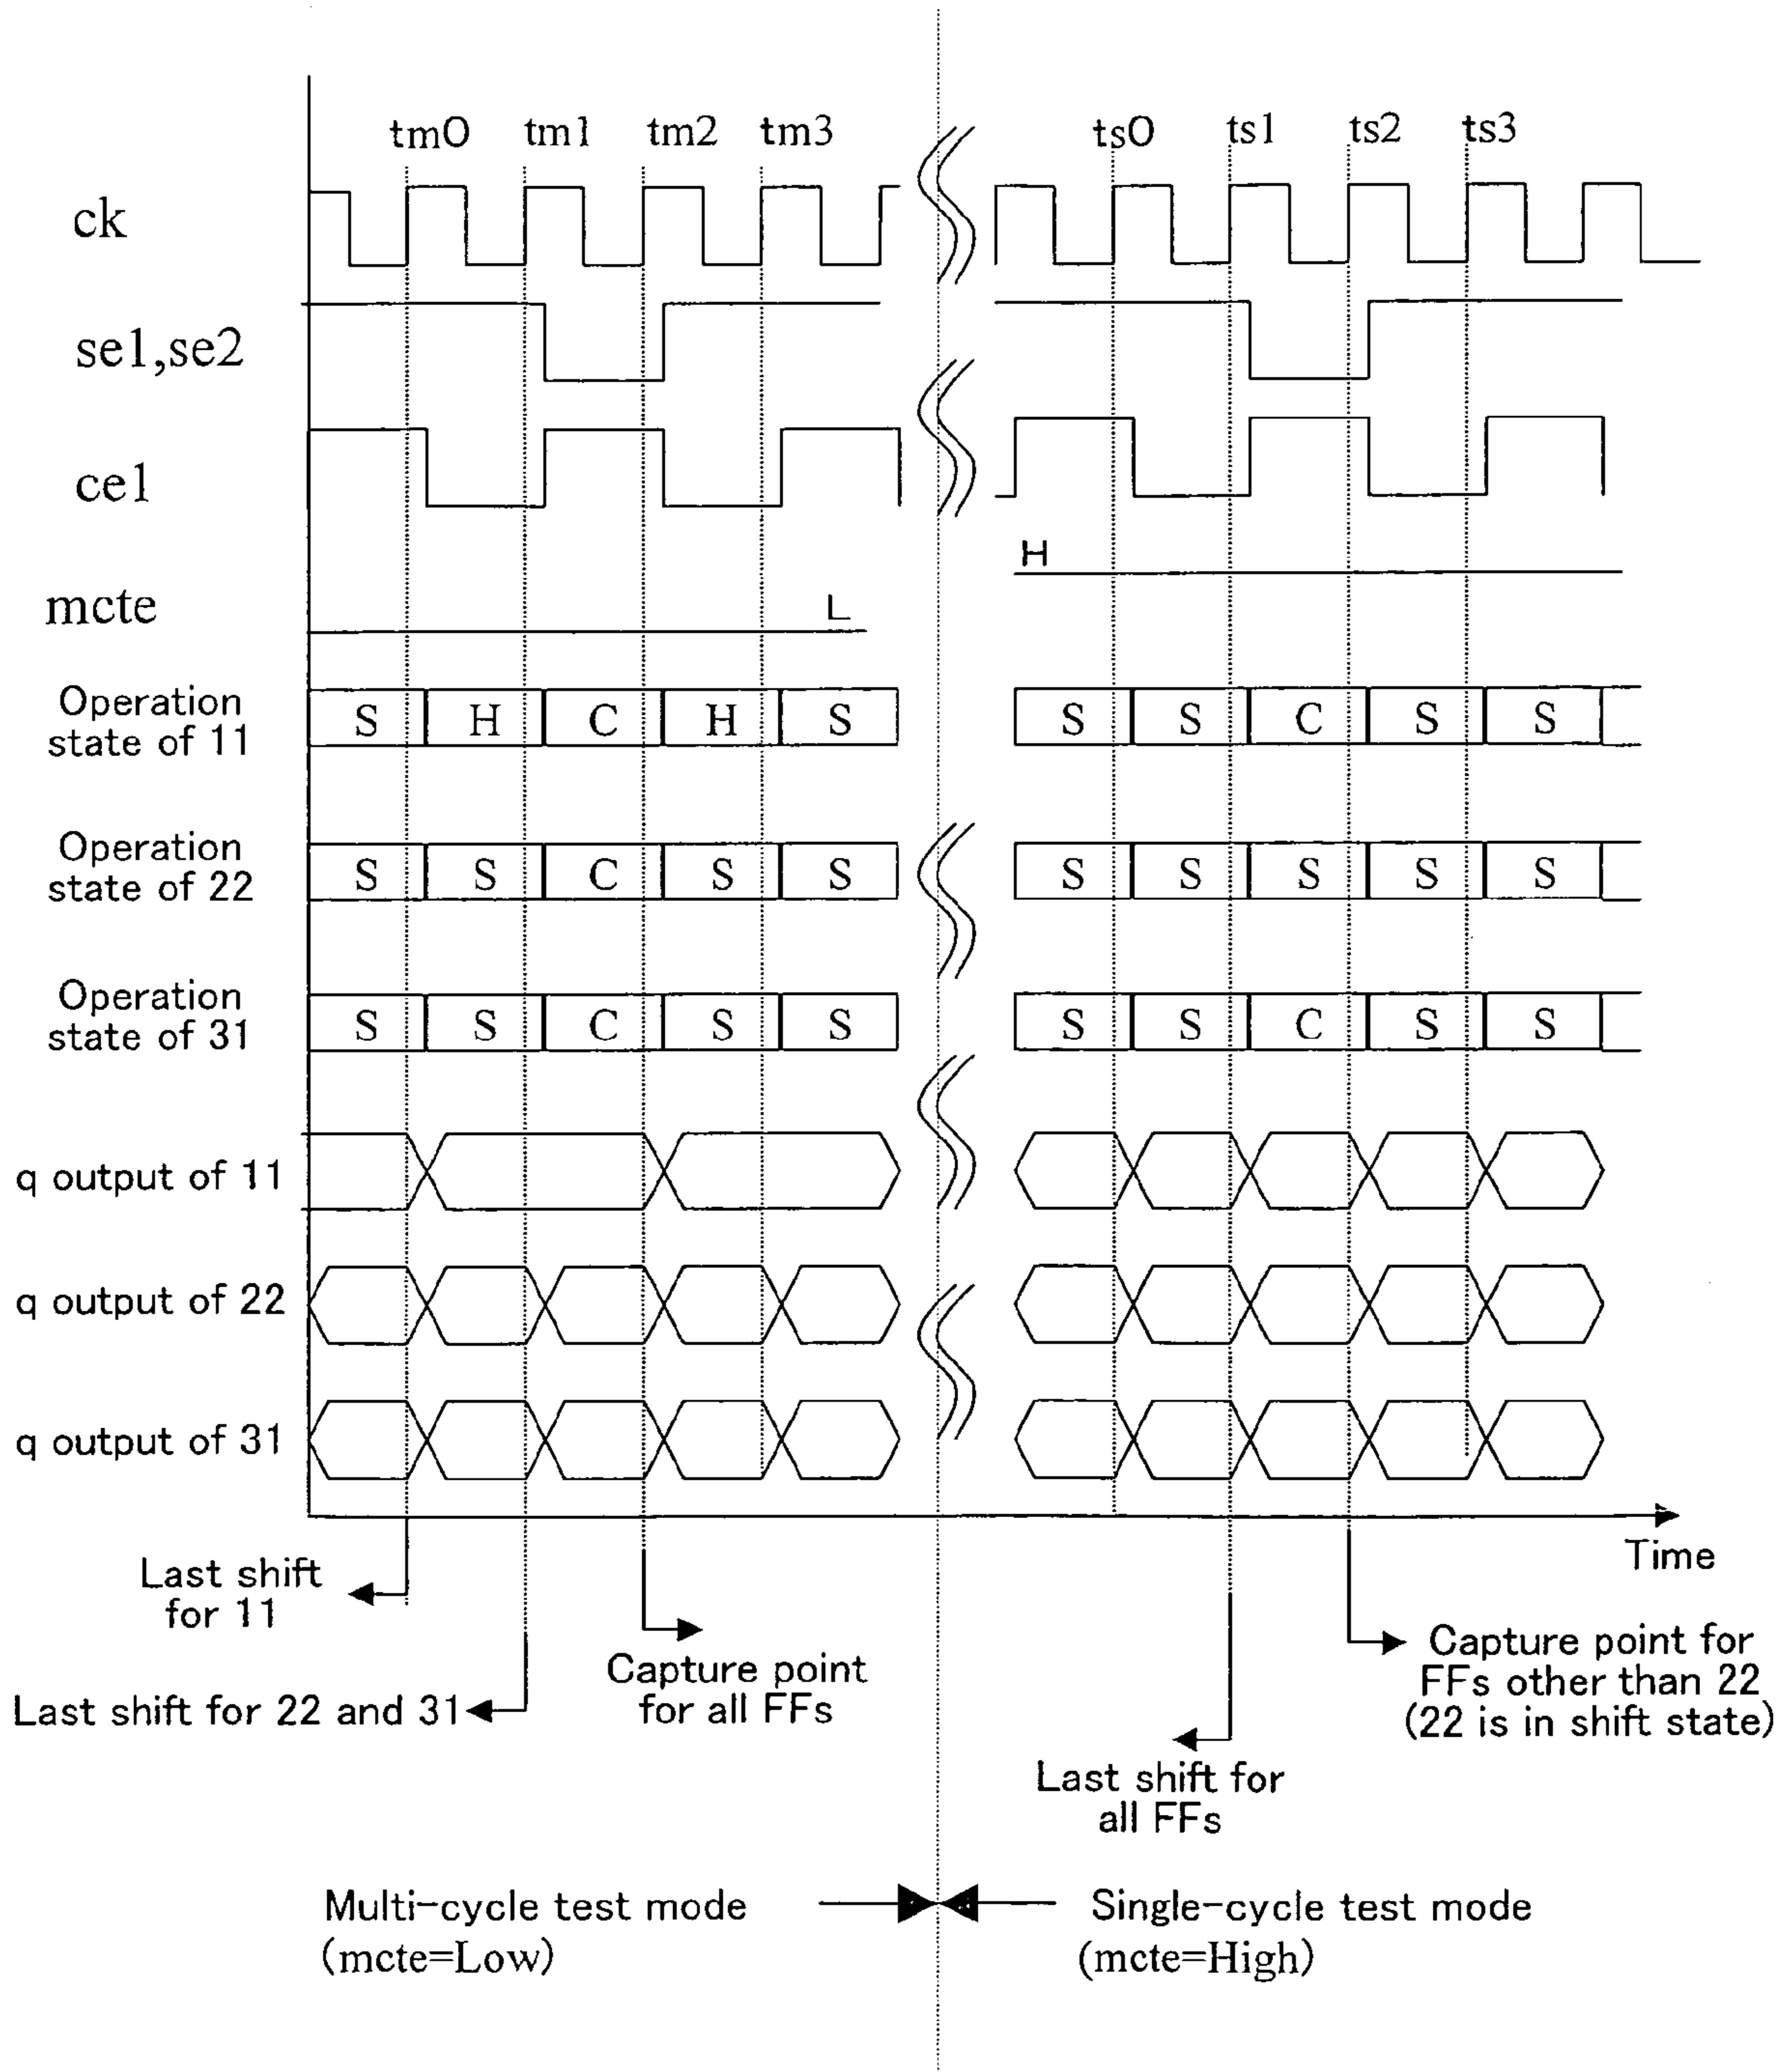 tm0 tm1 tm2 tm3 ts0 ts1 ts2 ts3
ck
se1,se2
ce1
H
mcte
L
Operation
state of 11
S H C H S S S C S S
Operation
state of 22
S S C S S S S S S S
Operation
state of 31
S S C S S S S C S S
q output of 11
q output of 22
q output of 31
Time
Last shift
for 11
Last shift for 22 and 31
Capture point
for all FFs
Last shift for
all FFs
Capture point for
FFs other than 22
(22 is in shift state)
Multi-cycle test mode
(mcte=Low)
Single-cycle test mode
(mcte=High)